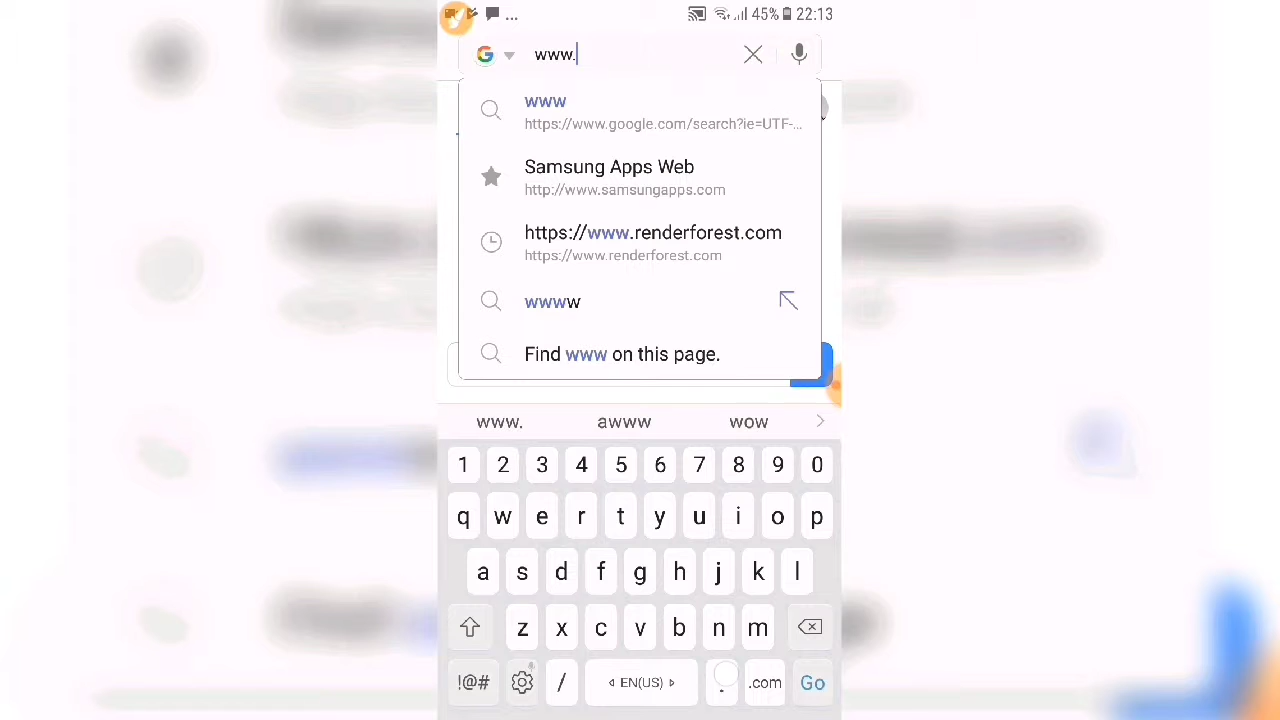 ... 45% 22:13
www.
www
https://www.google.com/search?ie=UTF-...
Samsung Apps Web
http://www.samsungapps.com
https://www.renderforest.com
https://www.renderforest.com
wwww
Find www on this page.
www. awww wow
1 2 3 4 5 6 7 8 9 0
q w e r t y u i o p
a s d f g h j k l
z x c v b n m
!@# / EN(US) . .com Go